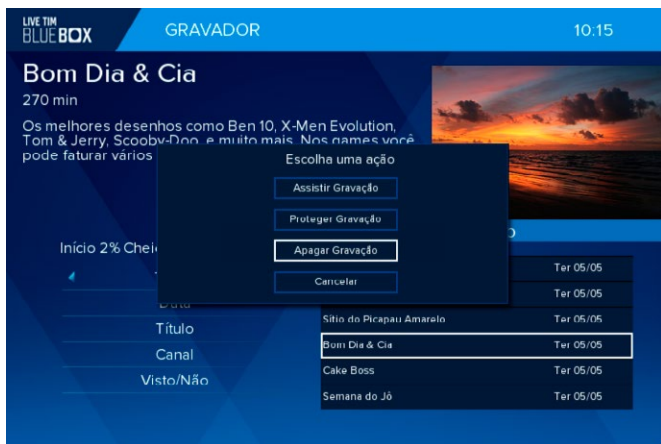 LIVE TIM
BLUEBOX
GRAVADOR
10:15
Bom Dia & Cia
270 min
Os melhores desenhos como Ben 10, X-Men Evolution,
Tom & Jerry, Scooby-Doo, e muito mais. Nos games você
pode faturar vários
Escolha uma ação
Assistir Gravação
Proteger Gravação
Apagar Gravação
Cancelar
Início 2%
Ter 05/05
Ter 05/05
Data
Título
Canal
Visto/Não
Sítio do Picapau Amarelo Ter 05/05
Bom Dia & Cia Ter 05/05
Cake Boss Ter 05/05
Semana do Jô Ter 05/05